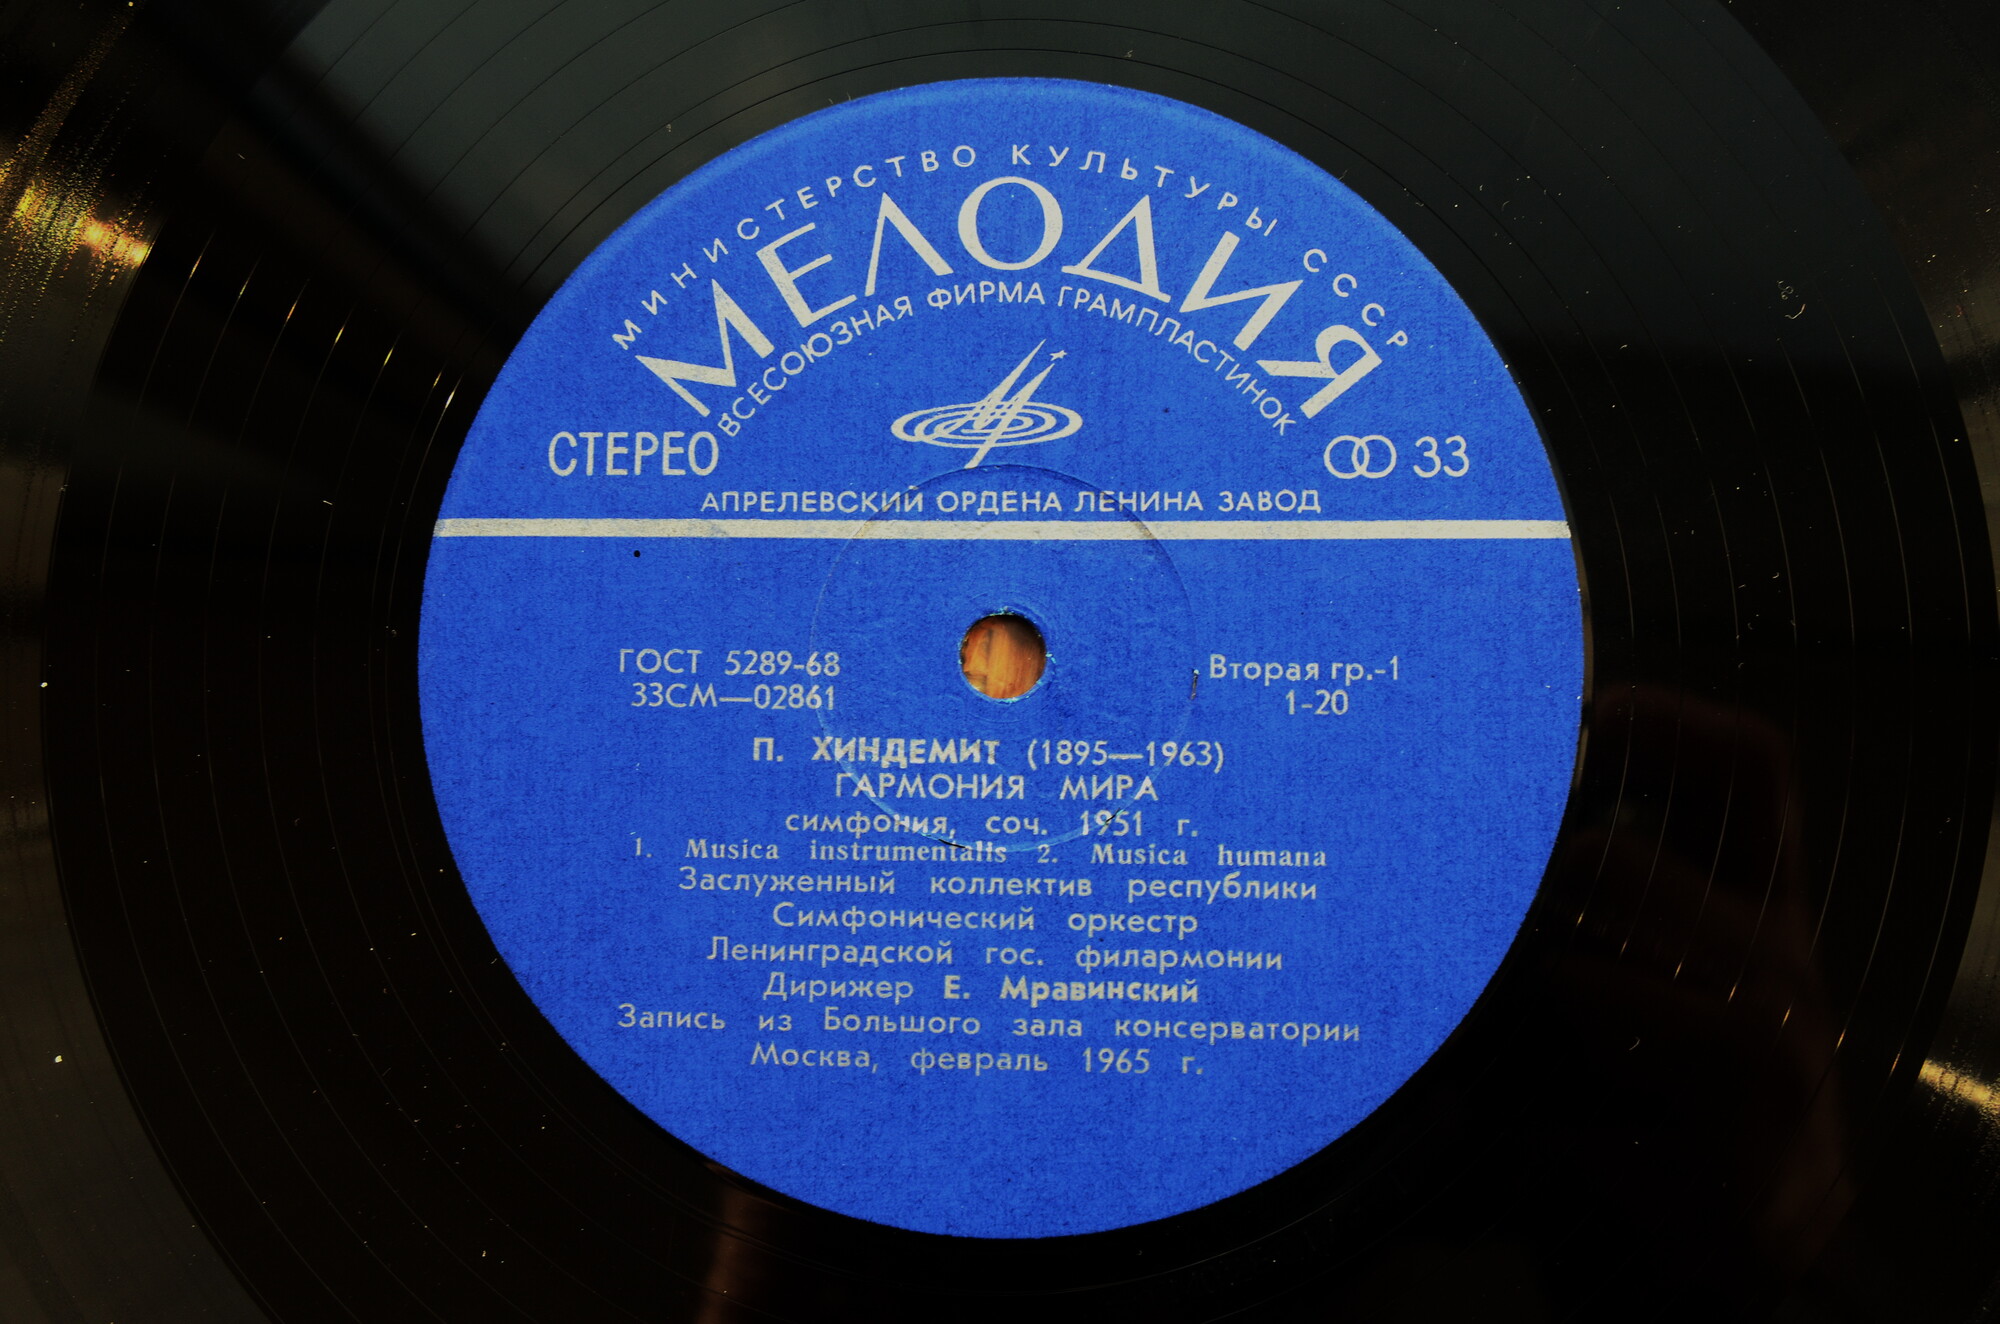 МИНИСТЕРСТВО КУЛЬТУРЫ СССР
МЕЛОДИЯ
ВСЕСОЮЗНАЯ ФИРМА ГРАМПЛАСТИНОК
СТЕРЕО 33
АПРЕЛЕВСКИЙ ОРДЕНА ЛЕНИНА ЗАВОД
ГОСТ 5289-68 Вторая гр.-1
33СМ—02861 1-20
П. ХИНДЕМИТ (1895—1963)
ГАРМОНИЯ МИРА
симфония, соч. 1951 г.
1. Musica instrumentalis 2. Musica humana
Заслуженный коллектив республики
Симфонический оркестр
Ленинградской гос. филармонии
Дирижер Е. Мравинский
Запись из Большого зала консерватории
Москва, февраль 1965 г.